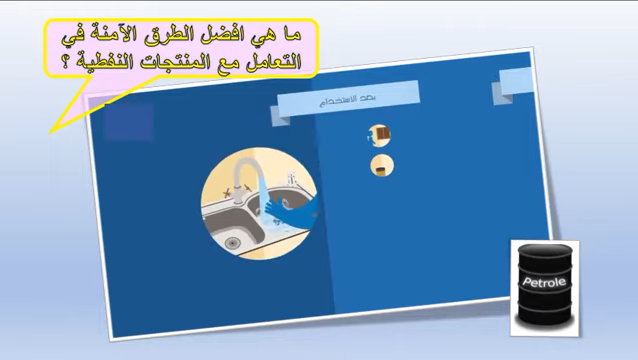 ما هي افضل الطرق الآمنة في
التعامل مع المنتجات النفطية ؟
بعد الاستخدام
Petrole